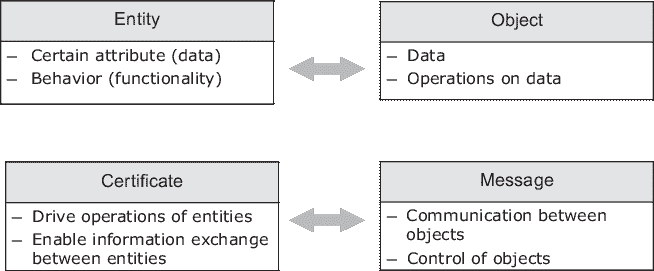 Entity
– Certain attribute (data)
– Behavior (functionality)
Object
– Data
– Operations on data
Certificate
– Drive operations of entities
– Enable information exchange
between entities
Message
– Communication between
objects
– Control of objects